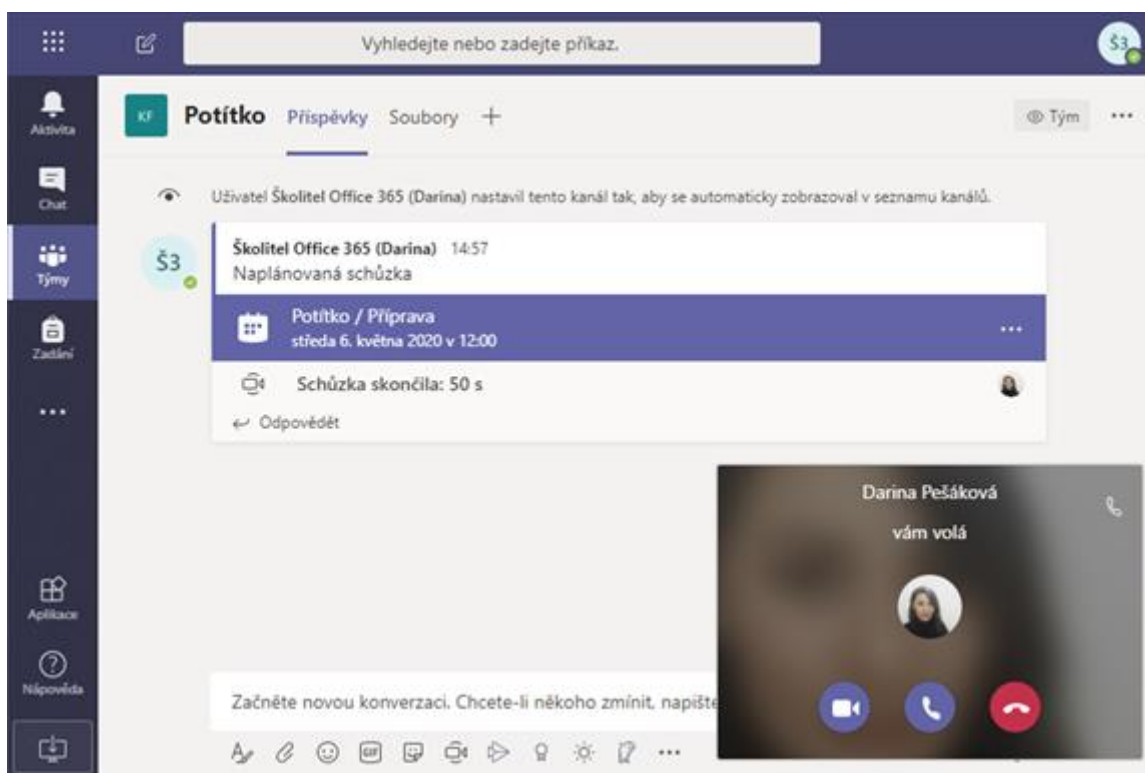 Vyhledejte nebo zadejte příkaz.
Š3
Aktivita
Chat
Týmy
Zadání
Aplikace
Nápověda
KF
Potítko Příspěvky Soubory
Tým
Uživatel Školitel Office 365 (Darina) nastavil tento kanál tak, aby se automaticky zobrazoval v seznamu kanálů.
Š3
Školitel Office 365 (Darina) 14:57
Naplánovaná schůzka
Potítko / Příprava
středa 6. května 2020 v 12:00
Schůzka skončila: 50 s
Odpovědět
Darina Pešáková
vám volá
Začněte novou konverzaci. Chcete-li někoho zmínit, napište
GIF